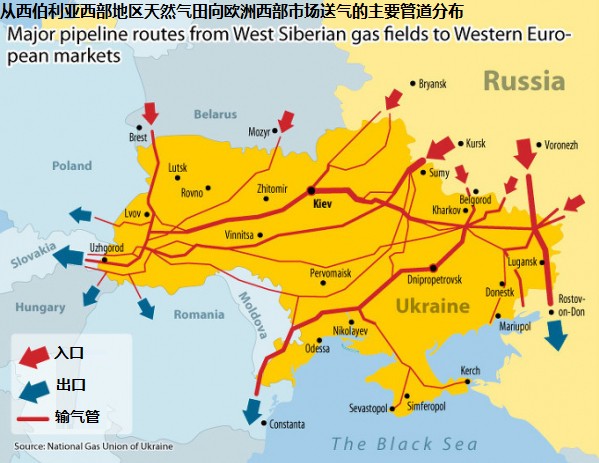 从西伯利亚西部地区天然气田向欧洲西部市场送气的主要管道分布
Major pipeline routes from West Siberian gas fields to Western Euro-
pean markets
Russia
Bryansk
Belarus
Mozyr
Brest
Kursk
Voronezh
Poland
Lutsk
Rovno
Zhitomir
Kiev
Sumy
Belgorod
Kharkov
Lvov
Vinnitsa
Slovakia
Uzhgorod
Lugansk
Pervomaisk
Dnipropetrovsk
Hungary
Romania
Moldova
Ukraine
Donestk
Rostov-
on-Don
Mariupol
Nikolayev
Odessa
Kerch
Sevastopol
Simferopol
Constanta
The Black Sea
入口
出口
输气管
Source: National Gas Union of Ukraine